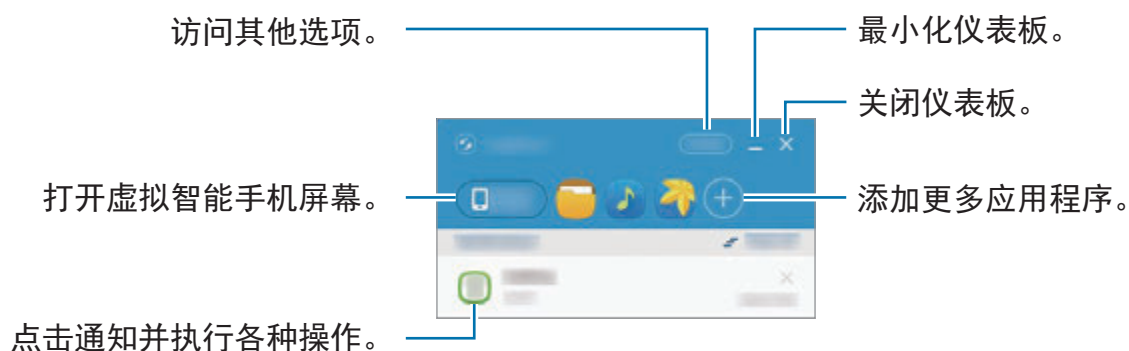 访问其他选项。
最小化仪表板。
关闭仪表板。
打开虚拟智能手机屏幕。
添加更多应用程序。
点击通知并执行各种操作。